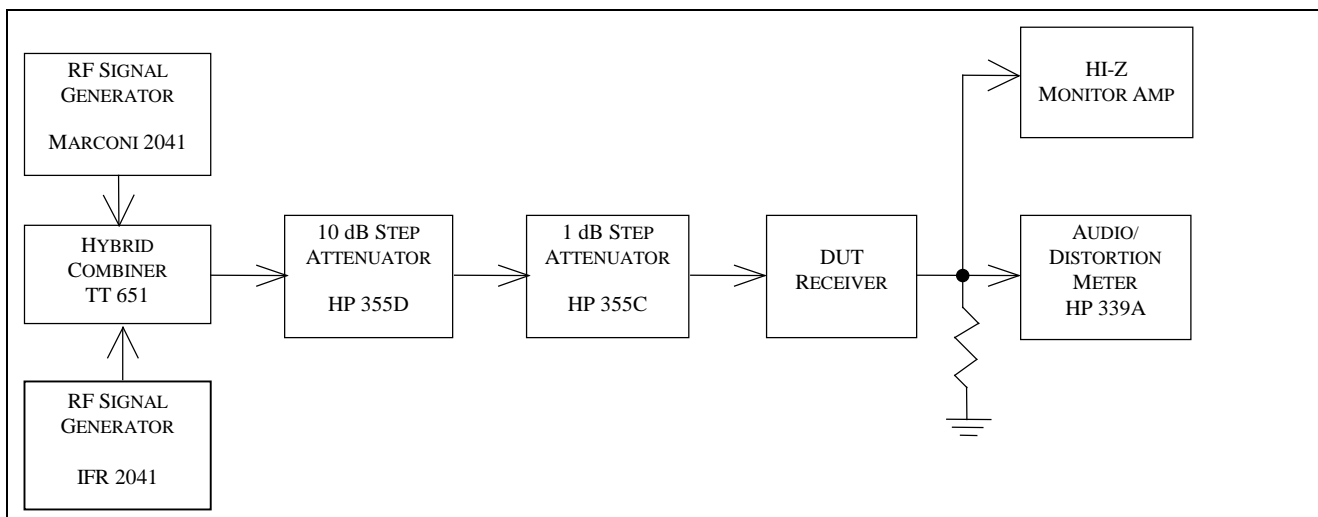 RF SIGNAL
GENERATOR
MARCONI 2041
HYBRID
COMBINER
TT 651
RF SIGNAL
GENERATOR
IFR 2041
10 dB STEP
ATTENUATOR
HP 355D
1 dB STEP
ATTENUATOR
HP 355C
DUT
RECEIVER
HI-Z
MONITOR AMP
AUDIO/
DISTORTION
METER
HP 339A